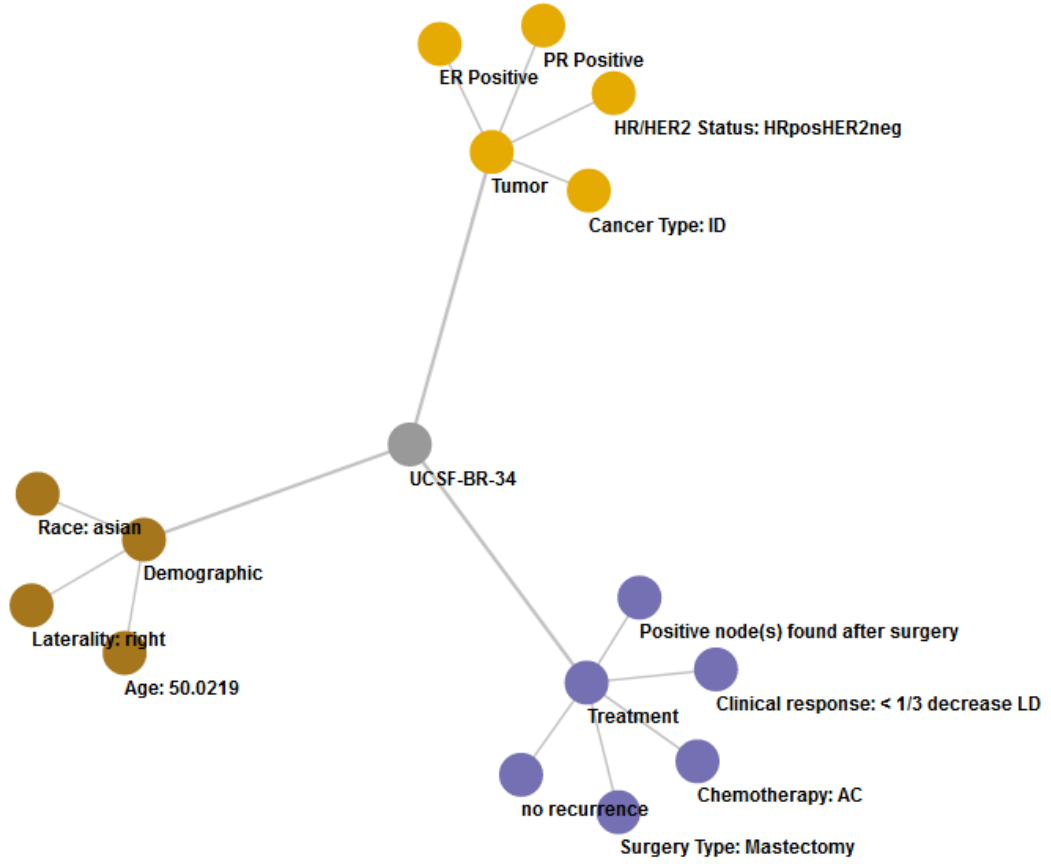 PR Positive
ER Positive
HR/HER2 Status: HRposHER2neg
Tumor
Cancer Type: ID
UCSF-BR-34
Race: asian
Demographic
Laterality: right
Age: 50.0219
Positive node(s) found after surgery
Clinical response: < 1/3 decrease LD
Treatment
Chemotherapy: AC
no recurrence
Surgery Type: Mastectomy